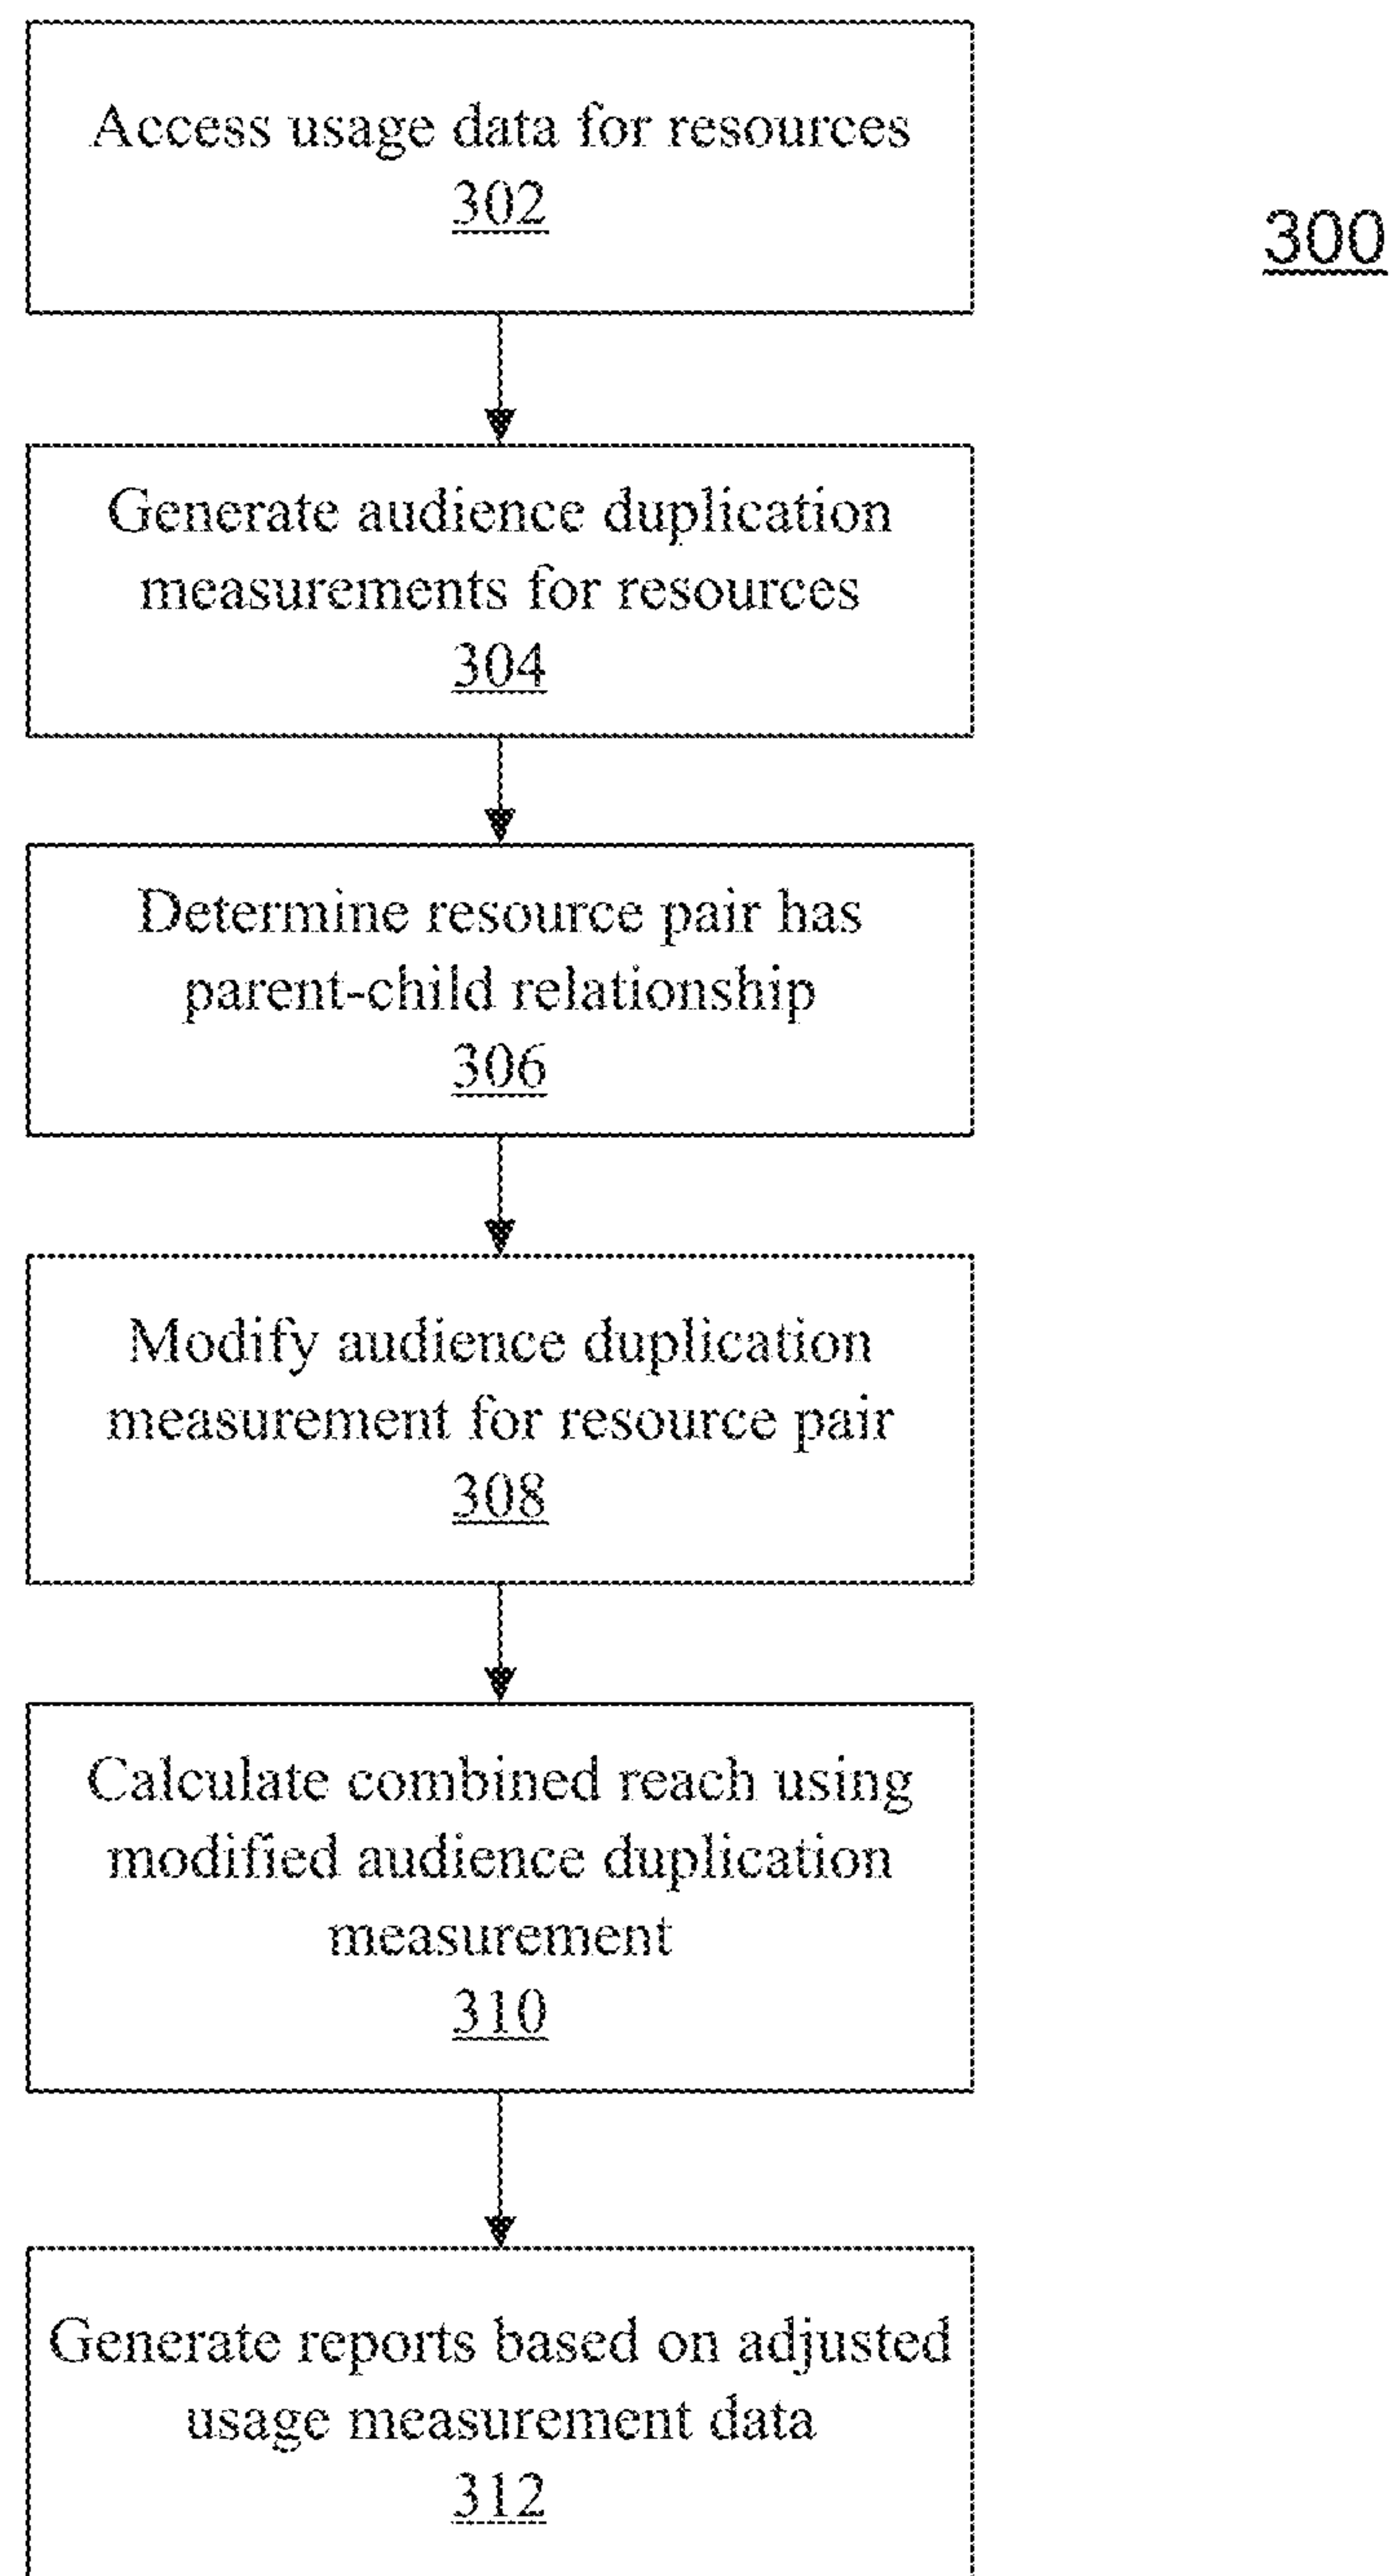 Access usage data for resources
302
300
Generate audience duplication
measurements for resources
304
Determine resource pair has
parent-child relationship
306
Modify audience duplication
measurement for resource pair
308
Calculate combined reach using
modified audience duplication
measurement
310
Generate reports based on adjusted
usage measurement data
312